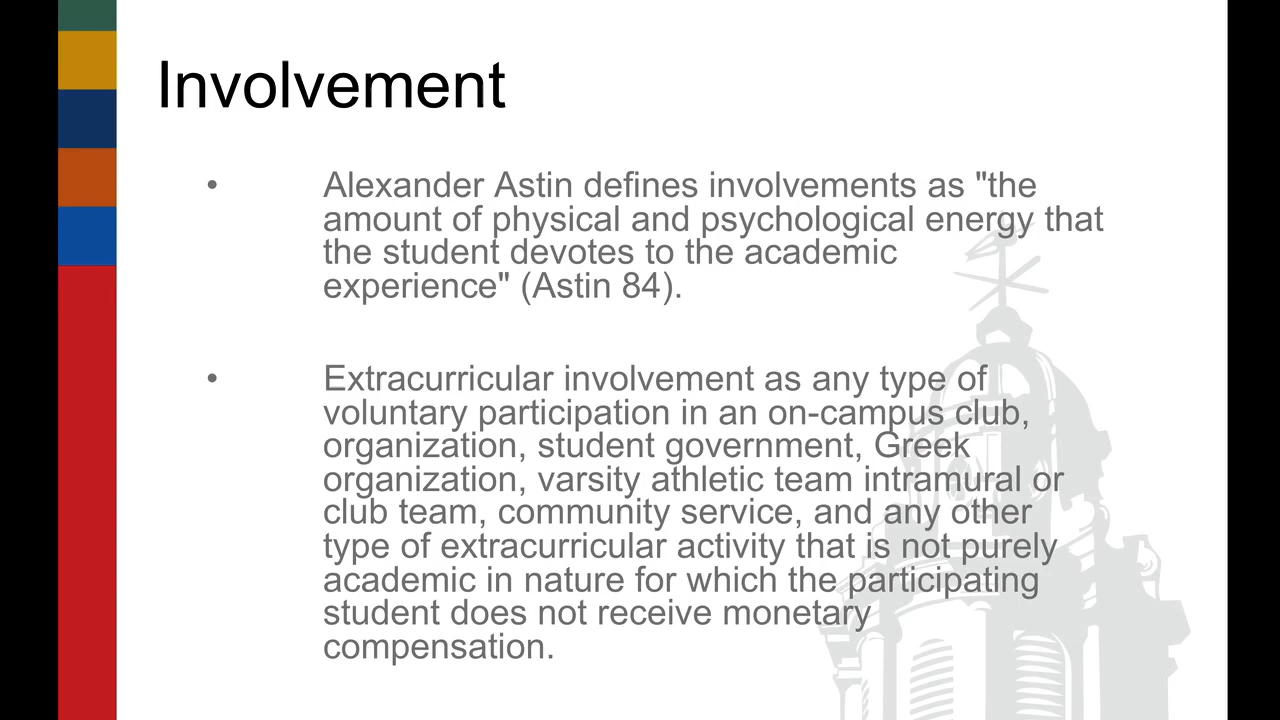 Involvement
• Alexander Astin defines involvements as "the
amount of physical and psychological energy that
the student devotes to the academic
experience" (Astin 84).
• Extracurricular involvement as any type of
voluntary participation in an on-campus club,
organization, student government, Greek
organization, varsity athletic team intramural or
club team, community service, and any other
type of extracurricular activity that is not purely
academic in nature for which the participating
student does not receive monetary
compensation.